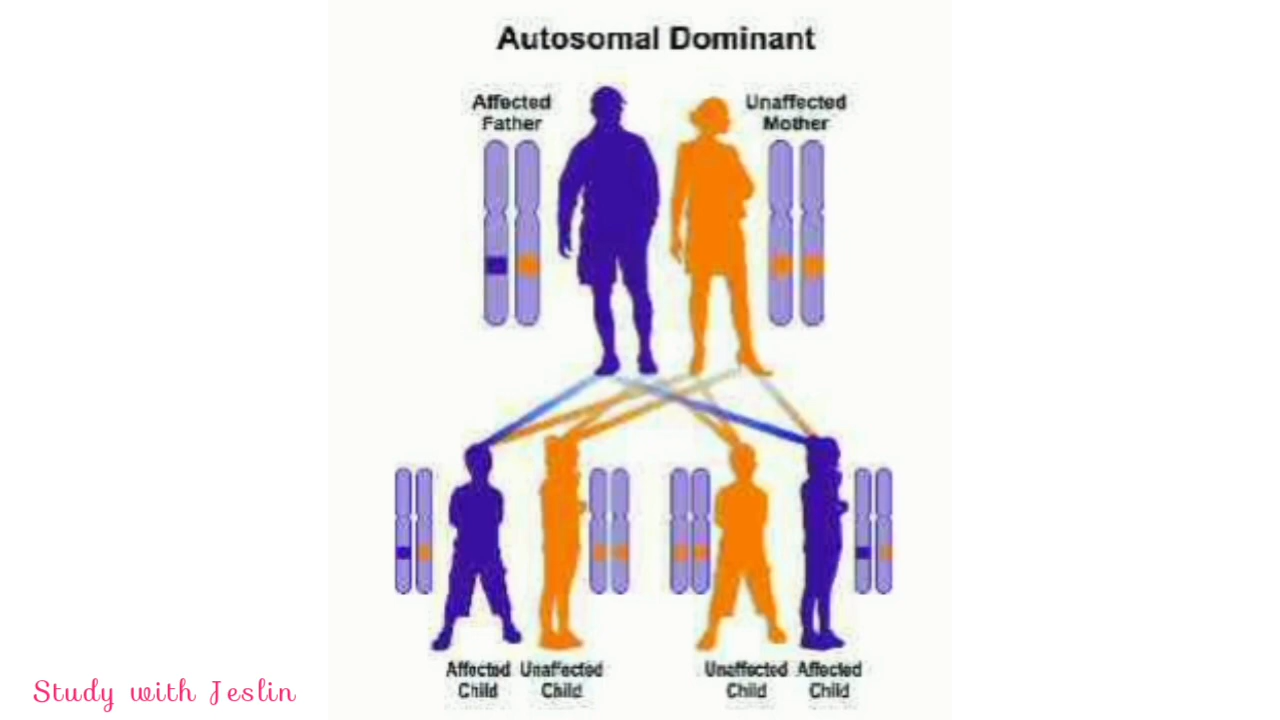 Autosomal Dominant
Affected
Father
Unaffected
Mother
Affected
Child
Unaffected
Child
Unaffected
Child
Affected
Child
Study with Jeslin